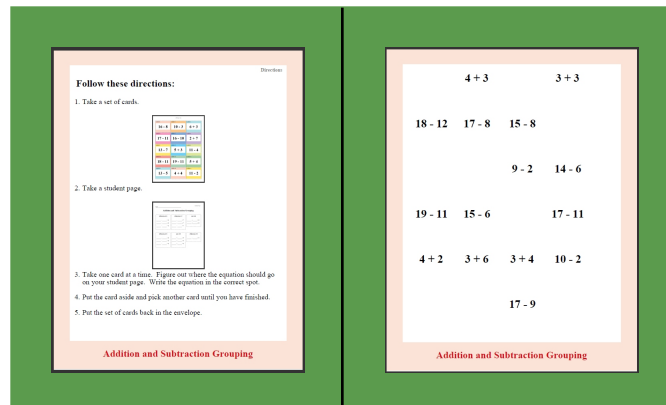 Directions
Follow these directions:
1. Take a set of cards.
2. Take a student page.
3. Take one card at a time. Figure out where the equation should go
on your student page. Write the equation in the correct spot.
4. Put the card aside and pick another card until you have finished.
5. Put the set of cards back in the envelope.
Addition and Subtraction Grouping
4 + 3 3 + 3
18 - 12 17 - 8 15 - 8
9 - 2 14 - 6
19 - 11 15 - 6 17 - 11
4 + 2 3 + 6 3 + 4 10 - 2
17 - 9
Addition and Subtraction Grouping